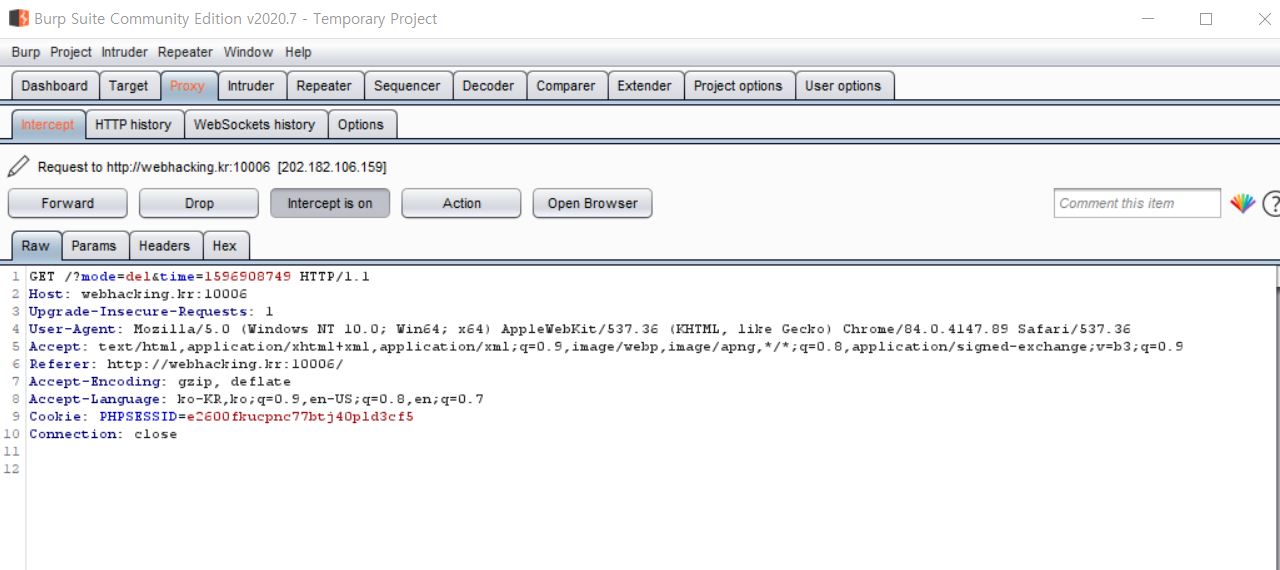 Burp Suite Community Edition v2020.7 - Temporary Project
Burp Project Intruder Repeater Window Help
Dashboard Target Proxy Intruder Repeater Sequencer Decoder Comparer Extender Project options User options
Intercept HTTP history WebSockets history Options
Request to http://webhacking.kr:10006 [202.182.106.159]
Forward Drop Intercept is on Action Open Browser Comment this item ?
Raw Params Headers Hex
1 GET /?mode=del&time=1596908749 HTTP/1.1
2 Host: webhacking.kr:10006
3 Upgrade-Insecure-Requests: 1
4 User-Agent: Mozilla/5.0 (Windows NT 10.0; Win64; x64) AppleWebKit/537.36 (KHTML, like Gecko) Chrome/84.0.4147.89 Safari/537.36
5 Accept: text/html,application/xhtml+xml,application/xml;q=0.9,image/webp,image/apng,*/*;q=0.8,application/signed-exchange;v=b3;q=0.9
6 Referer: http://webhacking.kr:10006/
7 Accept-Encoding: gzip, deflate
8 Accept-Language: ko-KR,ko;q=0.9,en-US;q=0.8,en;q=0.7
9 Cookie: PHPSESSID=e2600fkucpnc77btj40pld3cf5
10 Connection: close
11
12